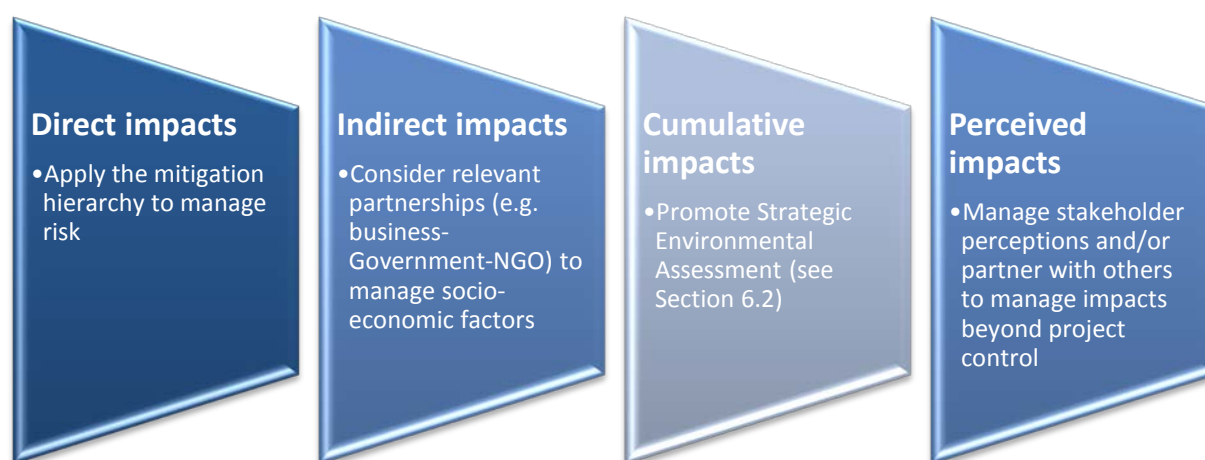 Direct impacts
•Apply the mitigation
hierarchy to manage
risk
Indirect impacts
•Consider relevant
partnerships (e.g.
business-
Government-NGO) to
manage socio-
economic factors
Cumulative
impacts
•Promote Strategic
Environmental
Assessment (see
Section 6.2)
Perceived
impacts
•Manage stakeholder
perceptions and/or
partner with others
to manage impacts
beyond project
control